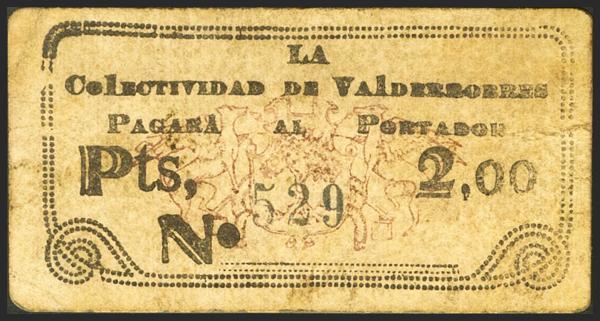 LA
Colectividad de Valderrobres
Pagará al Portador
Pts, 2,00
Nº 529